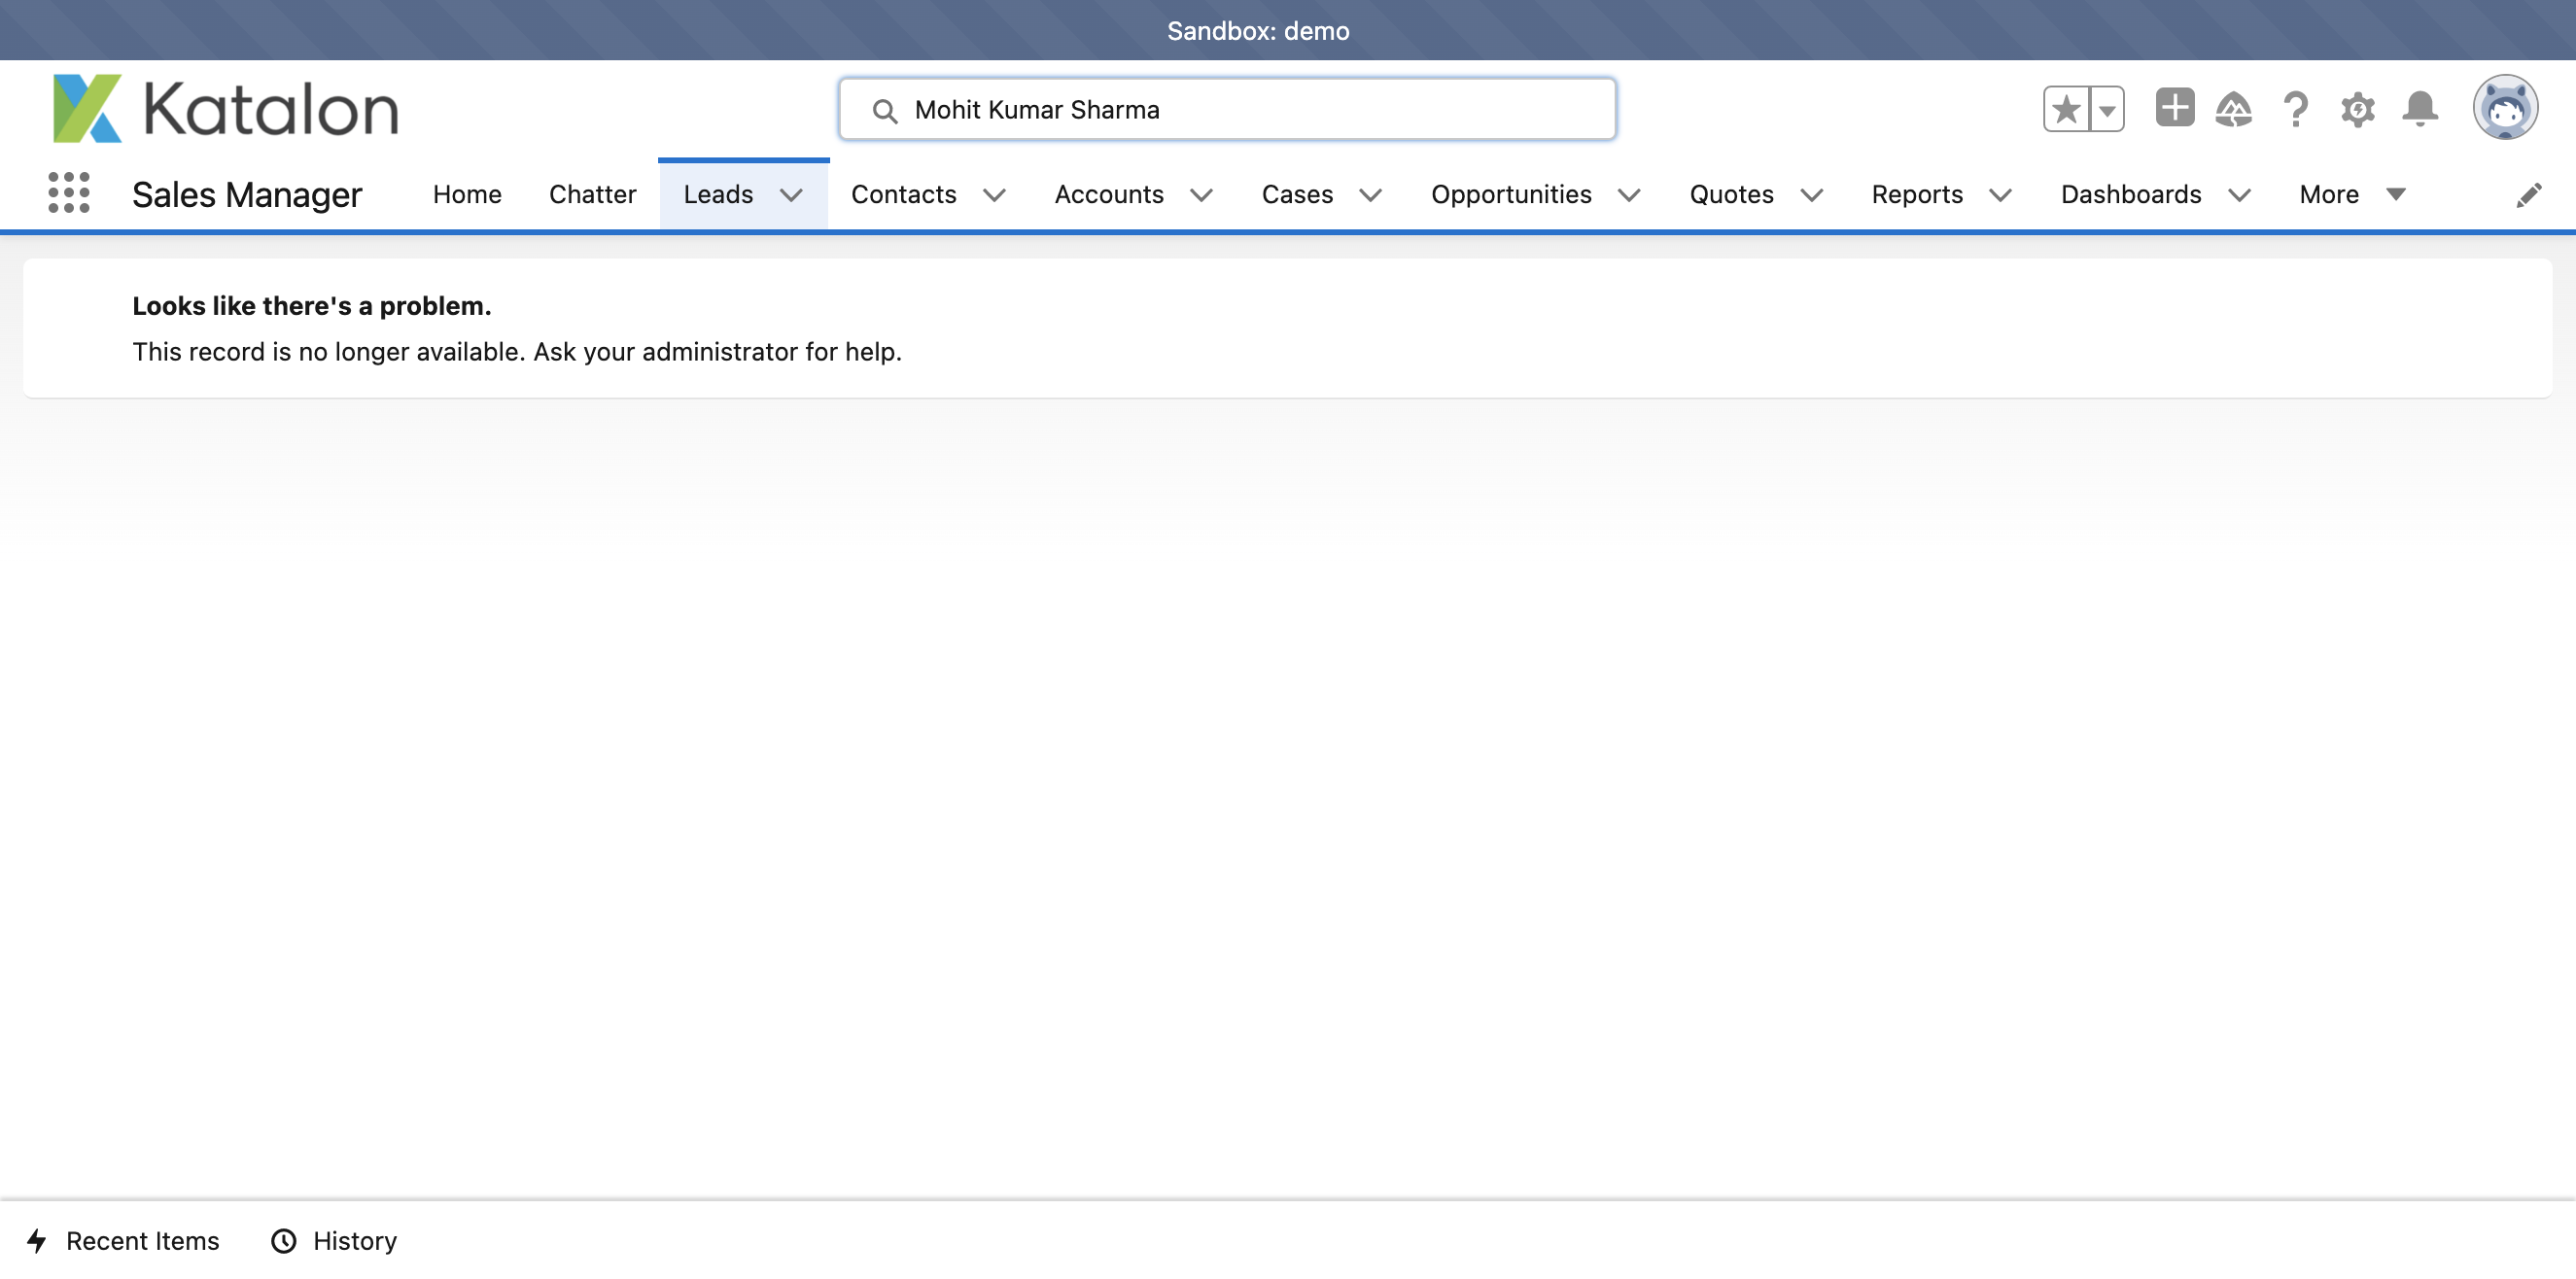 Sandbox: demo
Katalon
Mohit Kumar Sharma
Sales Manager
Home
Chatter
Leads
Contacts
Accounts
Cases
Opportunities
Quotes
Reports
Dashboards
More
Looks like there's a problem.
This record is no longer available. Ask your administrator for help.
Recent Items
History